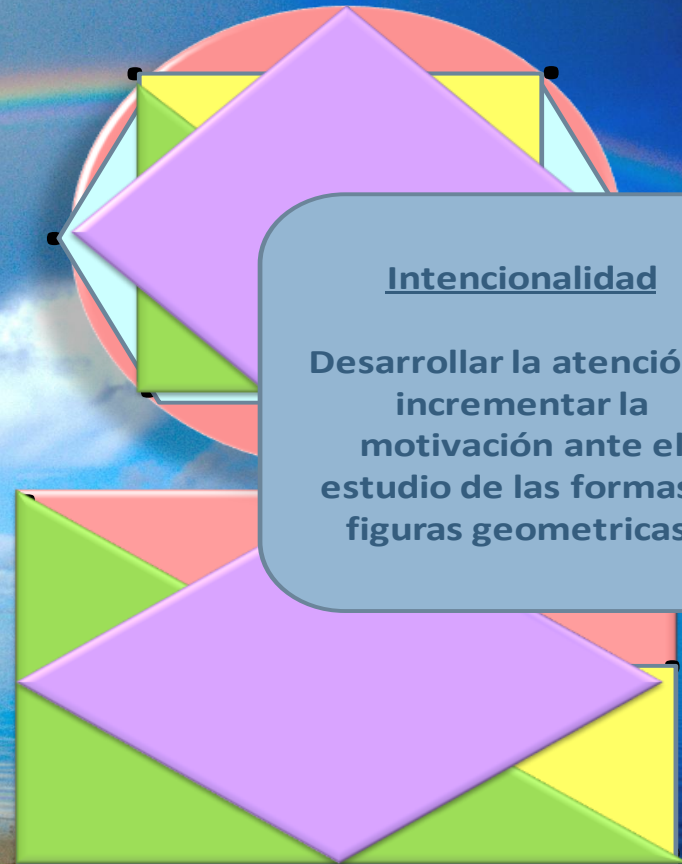 Intencionalidad
Desarrollar la atenció
incrementar la
motivación ante el
estudio de las formas
figuras geometricas